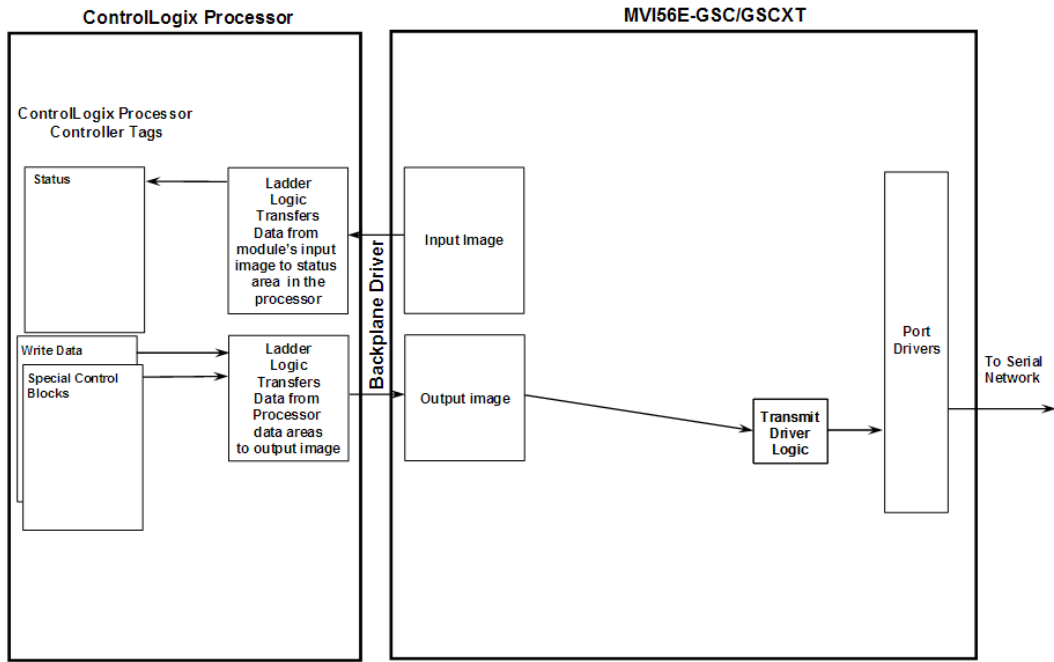 ControlLogix Processor
MVI56E-GSC/GSCXT
ControlLogix Processor
Controller Tags
Status
Ladder
Logic
Transfers
Data from
module's input
image to status
area in the
processor
Input Image
Backplane Driver
Write Data
Special Control
Blocks
Ladder
Logic
Transfers
Data from
Processor
data areas
to output image
Output image
Transmit
Driver
Logic
Port
Drivers
To Serial
Network